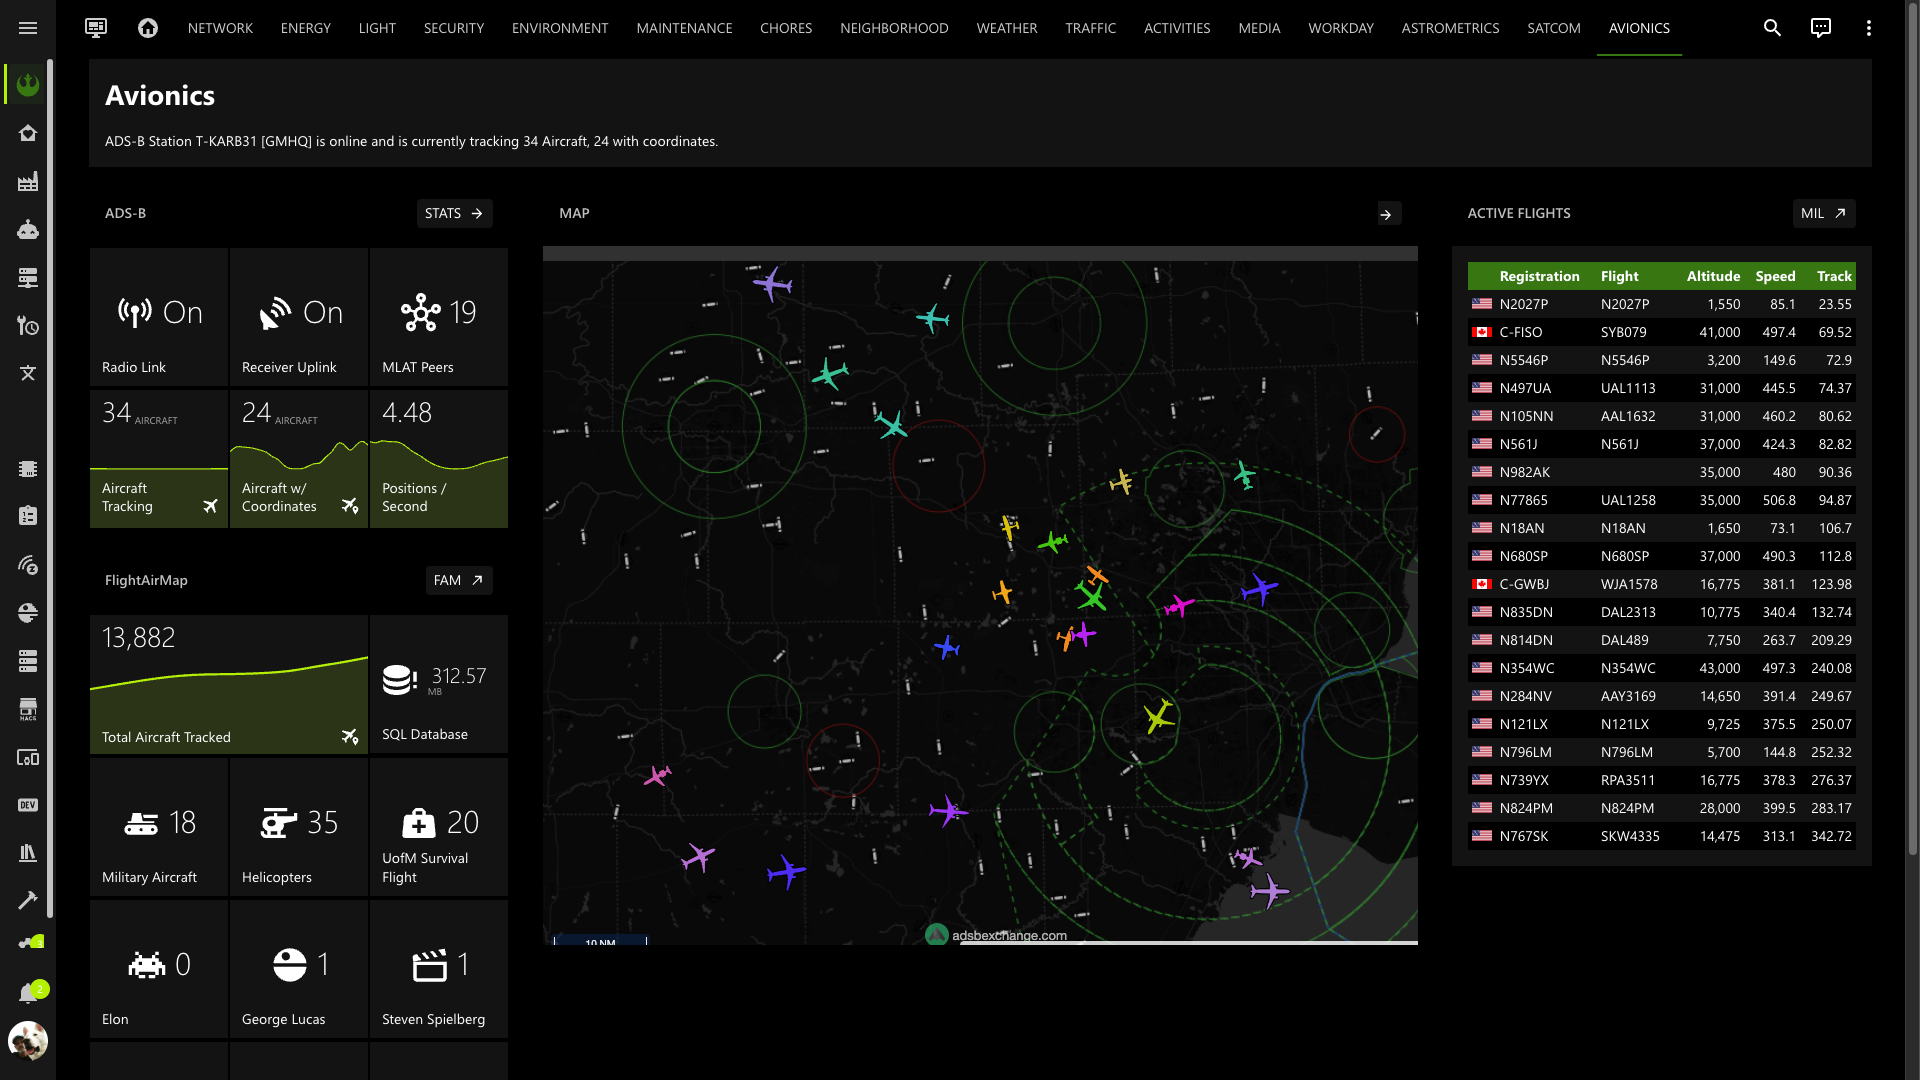 NETWORK ENERGY LIGHT SECURITY ENVIRONMENT MAINTENANCE CHORES NEIGHBORHOOD WEATHER TRAFFIC ACTIVITIES MEDIA WORKDAY ASTROMETRICS SATCOM AVIONICS
Avionics
ADS-B Station T-KARB31 [GMHQ] is online and is currently tracking 34 Aircraft, 24 with coordinates.
ADS-B
STATS
On
Radio Link
On
Receiver Uplink
19
MLAT Peers
34 AIRCRAFT
Aircraft
Tracking
24 AIRCRAFT
Aircraft w/
Coordinates
4.48
Positions /
Second
FlightAirMap
FAM
13,882
Total Aircraft Tracked
312.57
MB
SQL Database
18
Military Aircraft
35
Helicopters
20
UofM Survival
Flight
0
Elon
1
George Lucas
1
Steven Spielberg
HACS
DEV
3
2
MAP
10 NM
adsbexchange.com
ACTIVE FLIGHTS
MIL
Registration Flight Altitude Speed Track
N2027P N2027P 1,550 85.1 23.55
C-FISO SYB079 41,000 497.4 69.52
N5546P N5546P 3,200 149.6 72.9
N497UA UAL1113 31,000 445.5 74.37
N105NN AAL1632 31,000 460.2 80.62
N561J N561J 37,000 424.3 82.82
N982AK 35,000 480 90.36
N77865 UAL1258 35,000 506.8 94.87
N18AN N18AN 1,650 73.1 106.7
N680SP N680SP 37,000 490.3 112.8
C-GWBJ WJA1578 16,775 381.1 123.98
N835DN DAL2313 10,775 340.4 132.74
N814DN DAL489 7,750 263.7 209.29
N354WC N354WC 43,000 497.3 240.08
N284NV AAY3169 14,650 391.4 249.67
N121LX N121LX 9,725 375.5 250.07
N796LM N796LM 5,700 144.8 252.32
N739YX RPA3511 16,775 378.3 276.37
N824PM N824PM 28,000 399.5 283.17
N767SK SKW4335 14,475 313.1 342.72